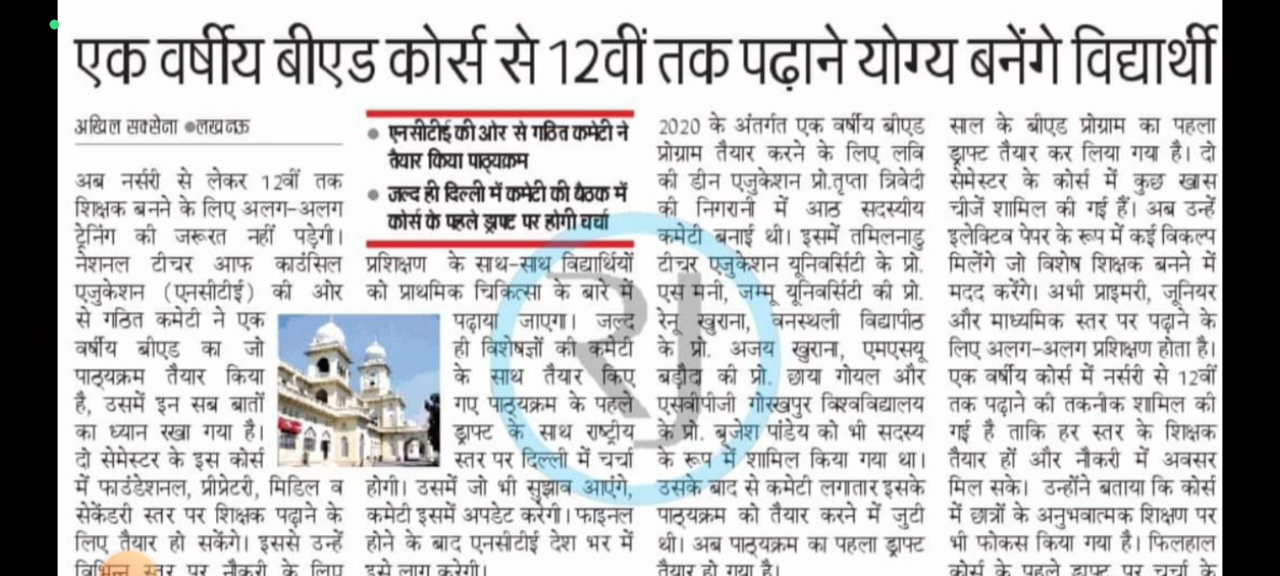 एक वर्षीय बीएड कोर्स से 12वीं तक पढ़ाने योग्य बनेंगे विद्यार्थी
अखिल सक्सेना ●लखनऊ
अब नर्सरी से लेकर 12वीं तक
शिक्षक बनने के लिए अलग-अलग
ट्रेनिंग की जरूरत नहीं पड़ेगी।
नेशनल टीचर आफ काउंसिल
एजुकेशन (एनसीटीई) की ओर
से गठित कमेटी ने एक
वर्षीय बीएड का जो
पाठ्यक्रम तैयार किया
है, उसमें इन सब बातों
का ध्यान रखा गया है।
दो सेमेस्टर के इस कोर्स
में फाउंडेशनल, प्रीप्रेटरी, मिडिल व
सेकेंडरी स्तर पर शिक्षक पढ़ाने के
लिए तैयार हो सकेंगे। इससे उन्हें
विभिन्न स्तर पर नौकरी के लिए
● एनसीटीई की ओर से गठित कमेटी ने
तैयार किया पाठ्यक्रम
● जल्द ही दिल्ली में कमेटी की बैठक में
कोर्स के पहले ड्राफ्ट पर होगी चर्चा
प्रशिक्षण के साथ-साथ विद्यार्थियों
को प्राथमिक चिकित्सा के बारे में
पढ़ाया जाएगा। जल्द
ही विशेषज्ञों की कमेटी
के साथ तैयार किए
गए पाठ्यक्रम के पहले
ड्राफ्ट के साथ राष्ट्रीय
स्तर पर दिल्ली में चर्चा
होगी। उसमें जो भी सुझाव आएंगे,
कमेटी इसमें अपडेट करेगी। फाइनल
होने के बाद एनसीटीई देश भर में
इसे लागू करेगी।
2020 के अंतर्गत एक वर्षीय बीएड
प्रोग्राम तैयार करने के लिए लवि
की डीन एजुकेशन प्रो.तृप्ता त्रिवेदी
की निगरानी में आठ सदस्यीय
कमेटी बनाई थी। इसमें तमिलनाडु
टीचर एजुकेशन यूनिवर्सिटी के प्रो.
एस मनी, जम्मू यूनिवर्सिटी की प्रो.
रेनू खुराना, वनस्थली विद्यापीठ
के प्रो. अजय खुराना, एमएसयू
बड़ौदा की प्रो. छाया गोयल और
एसवीपीजी गोरखपुर विश्वविद्यालय
के प्रो. बृजेश पांडेय को भी सदस्य
के रूप में शामिल किया गया था।
उसके बाद से कमेटी लगातार इसके
पाठ्यक्रम को तैयार करने में जुटी
थी। अब पाठ्यक्रम का पहला ड्राफ्ट
तैयार हो गया है।
साल के बीएड प्रोग्राम का पहला
ड्राफ्ट तैयार कर लिया गया है। दो
सेमेस्टर के कोर्स में कुछ खास
चीजें शामिल की गई हैं। अब उन्हें
इलेक्टिव पेपर के रूप में कई विकल्प
मिलेंगे जो विशेष शिक्षक बनने में
मदद करेंगे। अभी प्राइमरी, जूनियर
और माध्यमिक स्तर पर पढ़ाने के
लिए अलग-अलग प्रशिक्षण होता है।
एक वर्षीय कोर्स में नर्सरी से 12वीं
तक पढ़ाने की तकनीक शामिल की
गई है ताकि हर स्तर के शिक्षक
तैयार हों और नौकरी में अवसर
मिल सके। उन्होंने बताया कि कोर्स
में छात्रों के अनुभवात्मक शिक्षण पर
भी फोकस किया गया है। फिलहाल
कोर्स के पहले ड्राफ्ट पर चर्चा के